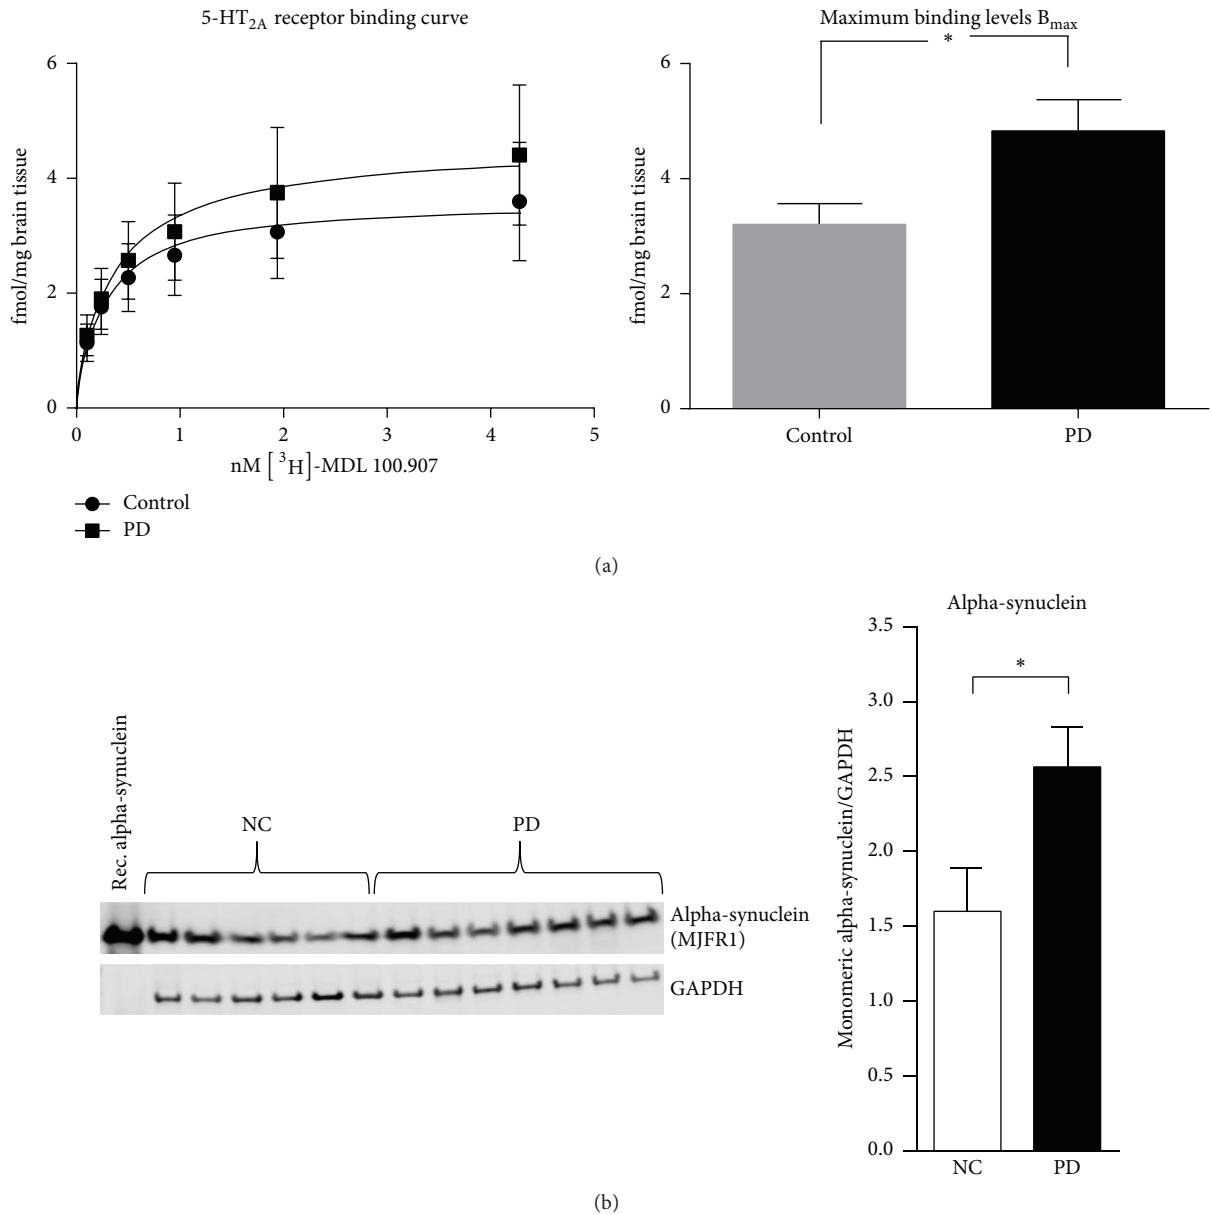 5-HT2A receptor binding curve
6
4
2
0
fmol/mg brain tissue
0 1 2 3 4 5
nM [3H]-MDL 100.907
Control
PD
Maximum binding levels Bmax
*
6
4
2
0
fmol/mg brain tissue
Control PD
(a)
Rec. alpha-synuclein
NC PD
Alpha-synuclein
(MJFR1)
GAPDH
Alpha-synuclein
*
3.5
3.0
2.5
2.0
1.5
1.0
0.5
0.0
Monomeric alpha-synuclein/GAPDH
NC PD
(b)